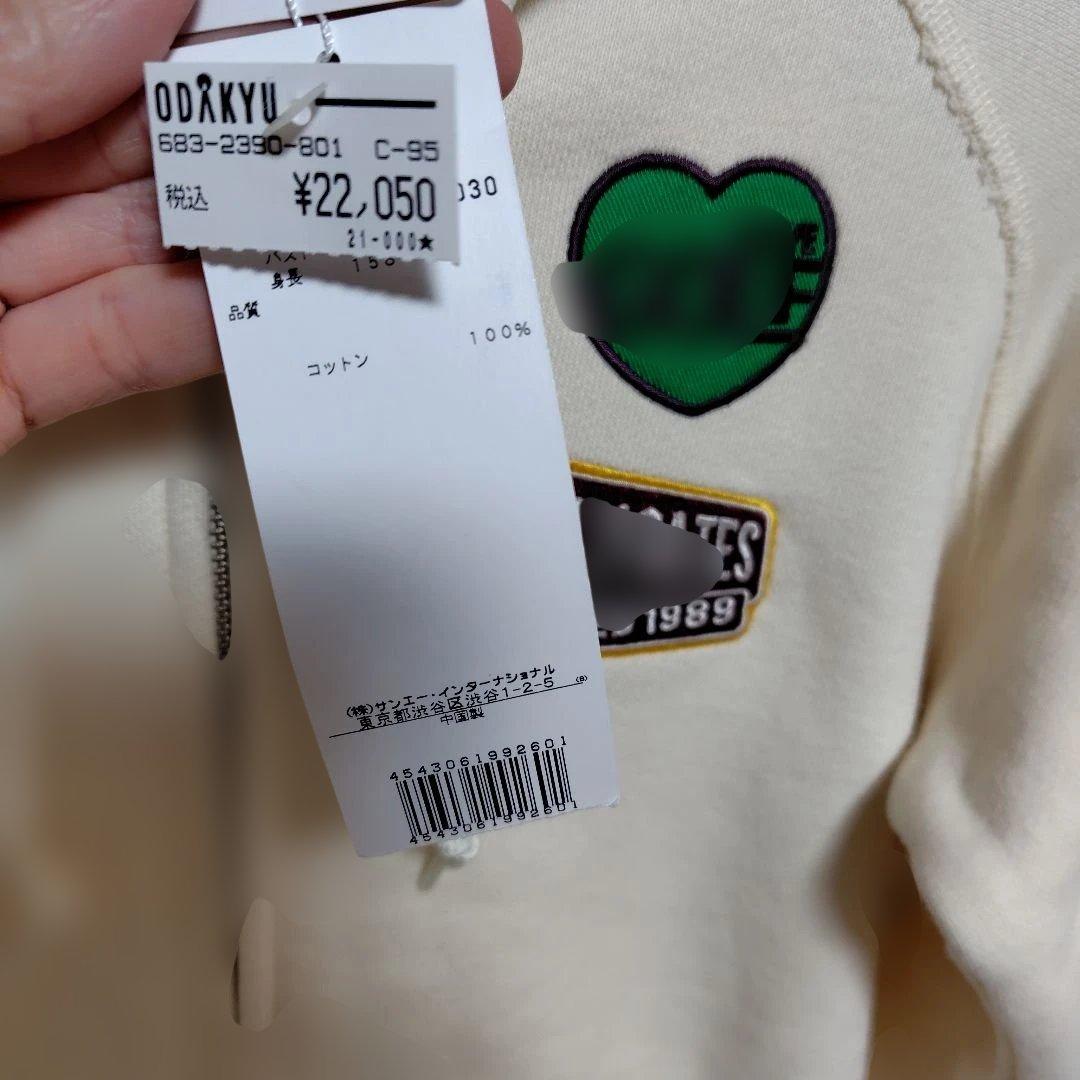 ODAKYU
683-2390-801 C-95
税込 ¥22,050
21-000★
030
バスト
158
身長
品質
100%
コットン
(株)サンエー・インターナショナル
東京都渋谷区渋谷1-2-5 (B)
中国製
4543061992601
4543061992601
1989